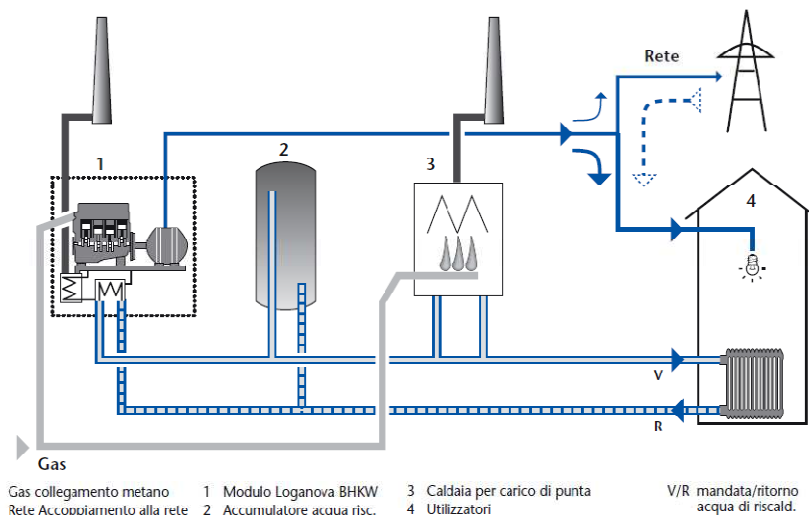 Rete
1
2
3
4
V
R
Gas
Gas collegamento metano
Rete Accoppiamento alla rete
1 Modulo Loganova BHKW
2 Accumulatore acqua risc.
3 Caldaia per carico di punta
4 Utilizzatori
V/R mandata/ritorno
acqua di riscald.